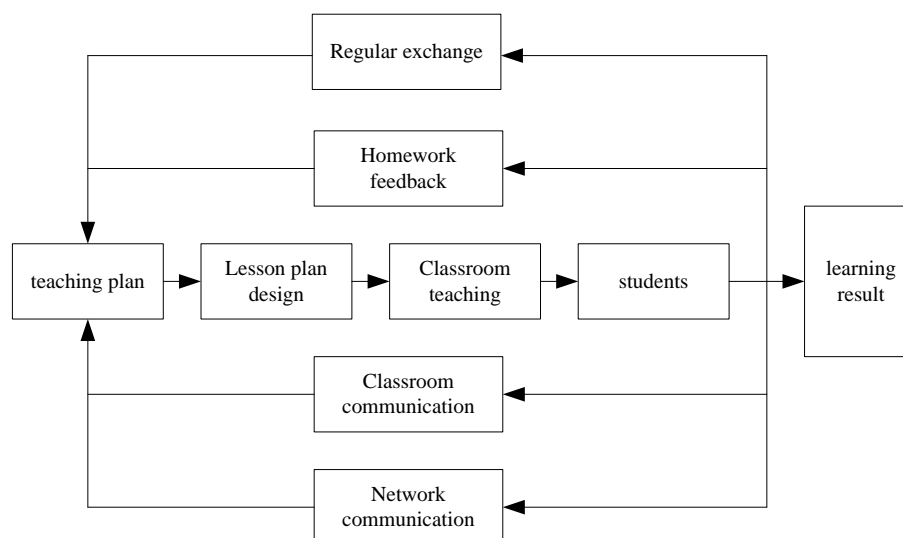 Regular exchange
Homework
feedback
teaching plan
Lesson plan
design
Classroom
teaching
students
learning
result
Classroom
communication
Network
communication